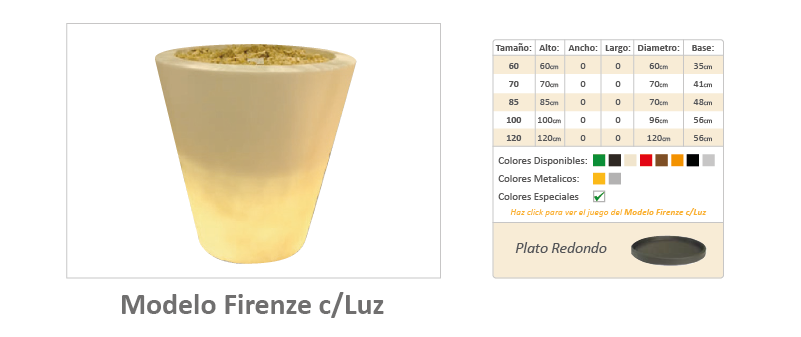 Modelo Firenze c/Luz
Tamaño: Alto: Ancho: Largo: Diametro: Base:
60 60cm 0 0 60cm 35cm
70 70cm 0 0 70cm 41cm
85 85cm 0 0 70cm 48cm
100 100cm 0 0 96cm 56cm
120 120cm 0 0 120cm 56cm
Colores Disponibles:
Colores Metalicos:
Colores Especiales
Haz click para ver el juego del Modelo Firenze c/Luz
Plato Redondo